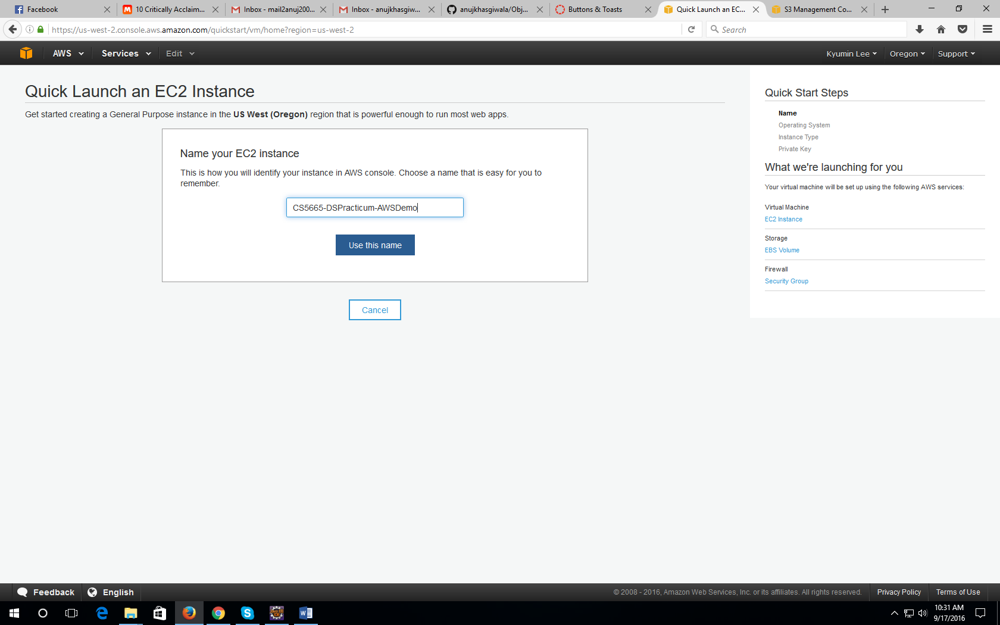 Facebook
10 Critically Acclaim...
Inbox - mail2anuj200...
Inbox - anujkhasgiw...
anujkhasgiwala/Obj...
Buttons & Toasts
Quick Launch an EC...
S3 Management Co...
https://us-west-2.console.aws.amazon.com/quickstart/vm/home?region=us-west-2
Search
AWS
Services
Edit
Kyumin Lee
Oregon
Support
Quick Launch an EC2 Instance
Get started creating a General Purpose instance in the US West (Oregon) region that is powerful enough to run most web apps.
Name your EC2 instance
This is how you will identify your instance in AWS console. Choose a name that is easy for you to
remember.
CS5665-DSPracticum-AWSDemo
Use this name
Cancel
Quick Start Steps
Name
Operating System
Instance Type
Private Key
What we're launching for you
Your virtual machine will be set up using the following AWS services:
Virtual Machine
EC2 Instance
Storage
EBS Volume
Firewall
Security Group
Feedback
English
© 2008 - 2016, Amazon Web Services, Inc. or its affiliates. All rights reserved.
Privacy Policy
Terms of Use
10:31 AM
9/17/2016